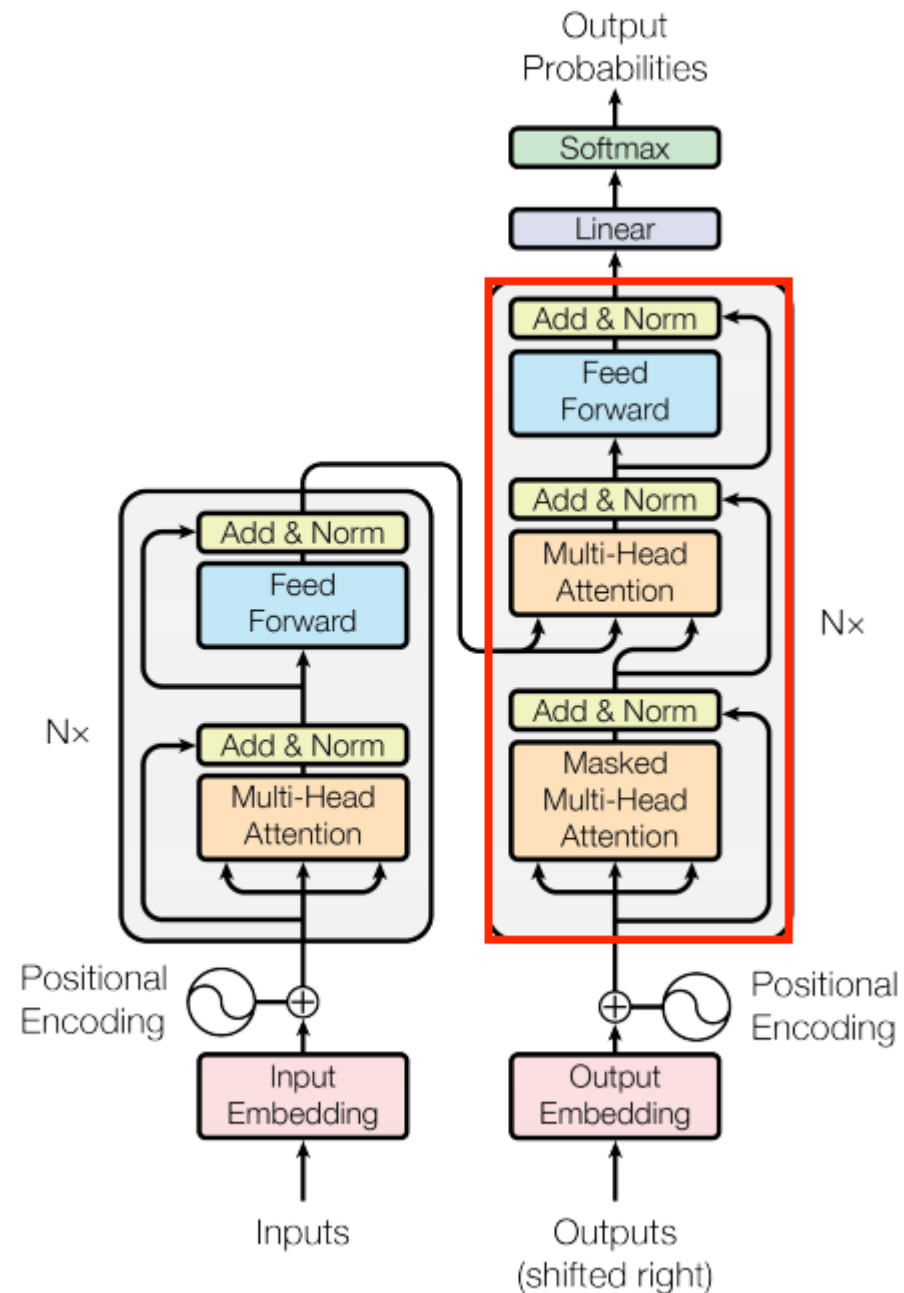 Output
Probabilities
Softmax
Linear
Add & Norm
Feed
Forward
Add & Norm
Multi-Head
Attention
Add & Norm
Masked
Multi-Head
Attention
Nx
Add & Norm
Feed
Forward
Add & Norm
Multi-Head
Attention
Nx
Positional
Encoding
Positional
Encoding
Input
Embedding
Output
Embedding
Inputs
Outputs
(shifted right)